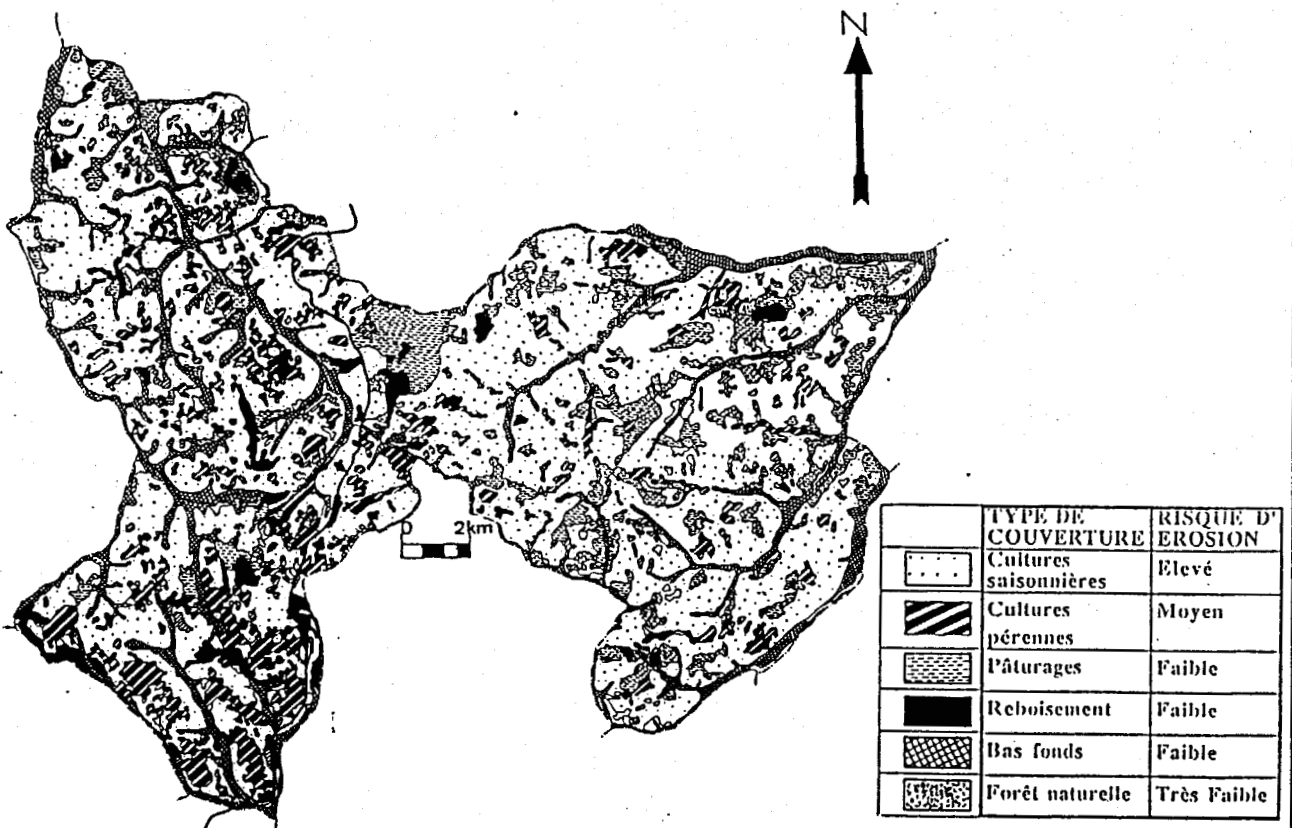 N
0 2km
TYPE DE COUVERTURE RISQUE D' EROSION
Cultures saisonnières Elevé
Cultures pérennes Moyen
Pâturages Faible
Reboisement Faible
Bas fonds Faible
Forêt naturelle Très Faible